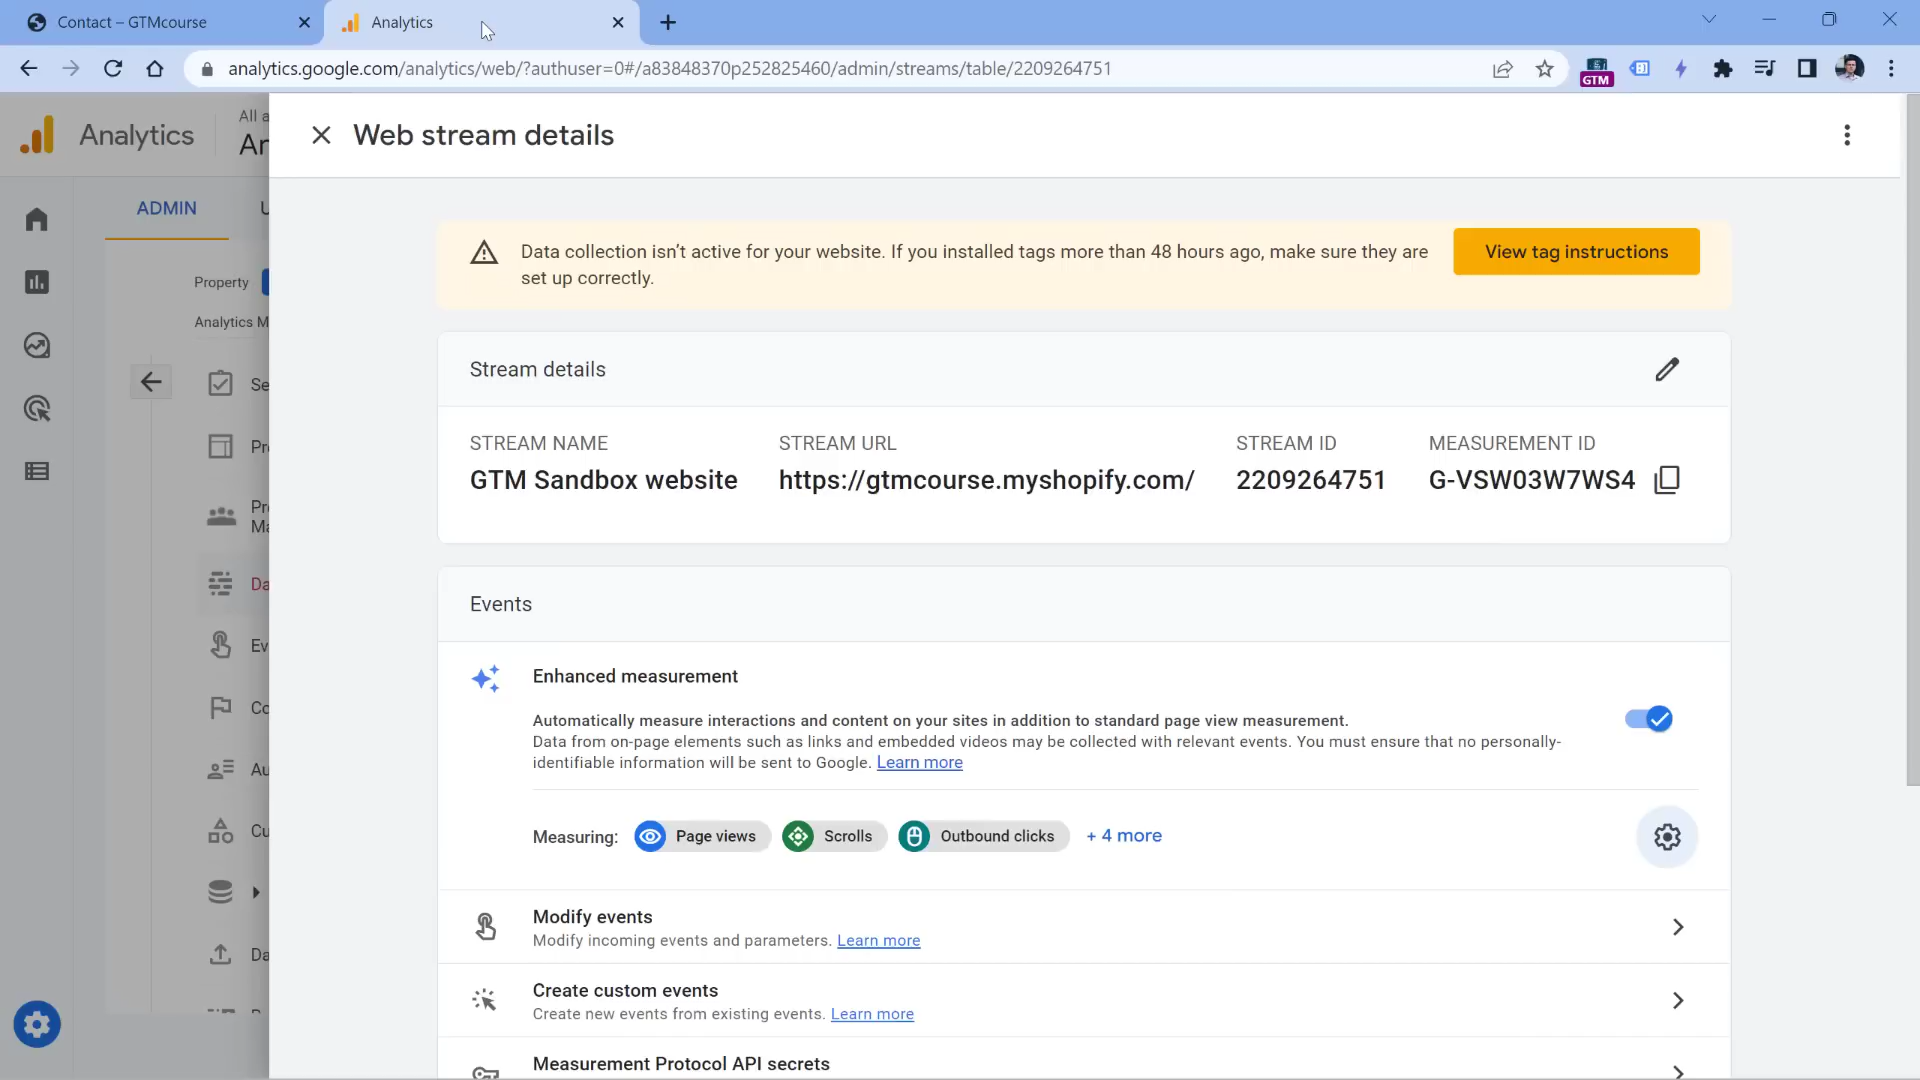 Contact – GTMcourse
Analytics
analytics.google.com/analytics/web/?authuser=0#/a83848370p252825460/admin/streams/table/2209264751
GTM
Analytics
All a
An
Web stream details
ADMIN
U
Property
Analytics M
Se
Pr
Pr
Ma
Da
Ev
Co
Au
Cu
Da
Data collection isn’t active for your website. If you installed tags more than 48 hours ago, make sure they are
set up correctly.
View tag instructions
Stream details
STREAM NAME
STREAM URL
STREAM ID
MEASUREMENT ID
GTM Sandbox website
https://gtmcourse.myshopify.com/
2209264751
G-VSW03W7WS4
Events
Enhanced measurement
Automatically measure interactions and content on your sites in addition to standard page view measurement.
Data from on-page elements such as links and embedded videos may be collected with relevant events. You must ensure that no personally-
identifiable information will be sent to Google. Learn more
Measuring:
Page views
Scrolls
Outbound clicks
+ 4 more
Modify events
Modify incoming events and parameters. Learn more
Create custom events
Create new events from existing events. Learn more
Measurement Protocol API secrets